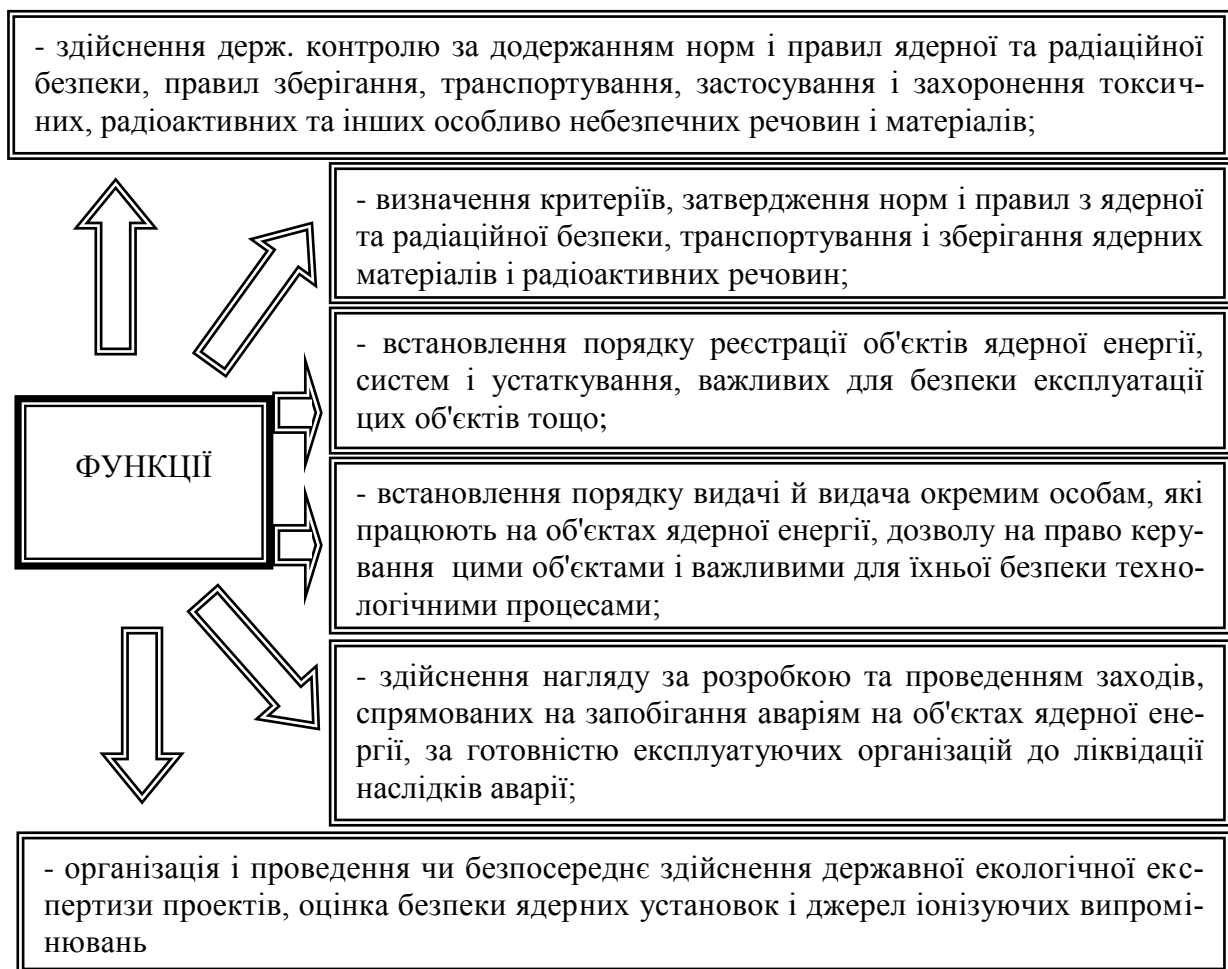 - здійснення держ. контролю за додержанням норм і правил ядерної та радіаційної
безпеки, правил зберігання, транспортування, застосування і захоронення токсич-
них, радіоактивних та інших особливо небезпечних речовин і матеріалів;
- визначення критеріїв, затвердження норм і правил з ядерної
та радіаційної безпеки, транспортування і зберігання ядерних
матеріалів і радіоактивних речовин;
- встановлення порядку реєстрації об'єктів ядерної енергії,
систем і устаткування, важливих для безпеки експлуатації
цих об'єктів тощо;
ФУНКЦІЇ
- встановлення порядку видачі й видача окремим особам, які
працюють на об'єктах ядерної енергії, дозволу на право керу-
вання цими об'єктами і важливими для їхньої безпеки техно-
логічними процесами;
- здійснення нагляду за розробкою та проведенням заходів,
спрямованих на запобігання аваріям на об'єктах ядерної ене-
ргії, за готовністю експлуатуючих організацій до ліквідації
наслідків аварії;
- організація і проведення чи безпосереднє здійснення державної екологічної екс-
пертизи проектів, оцінка безпеки ядерних установок і джерел іонізуючих випромі-
нювань